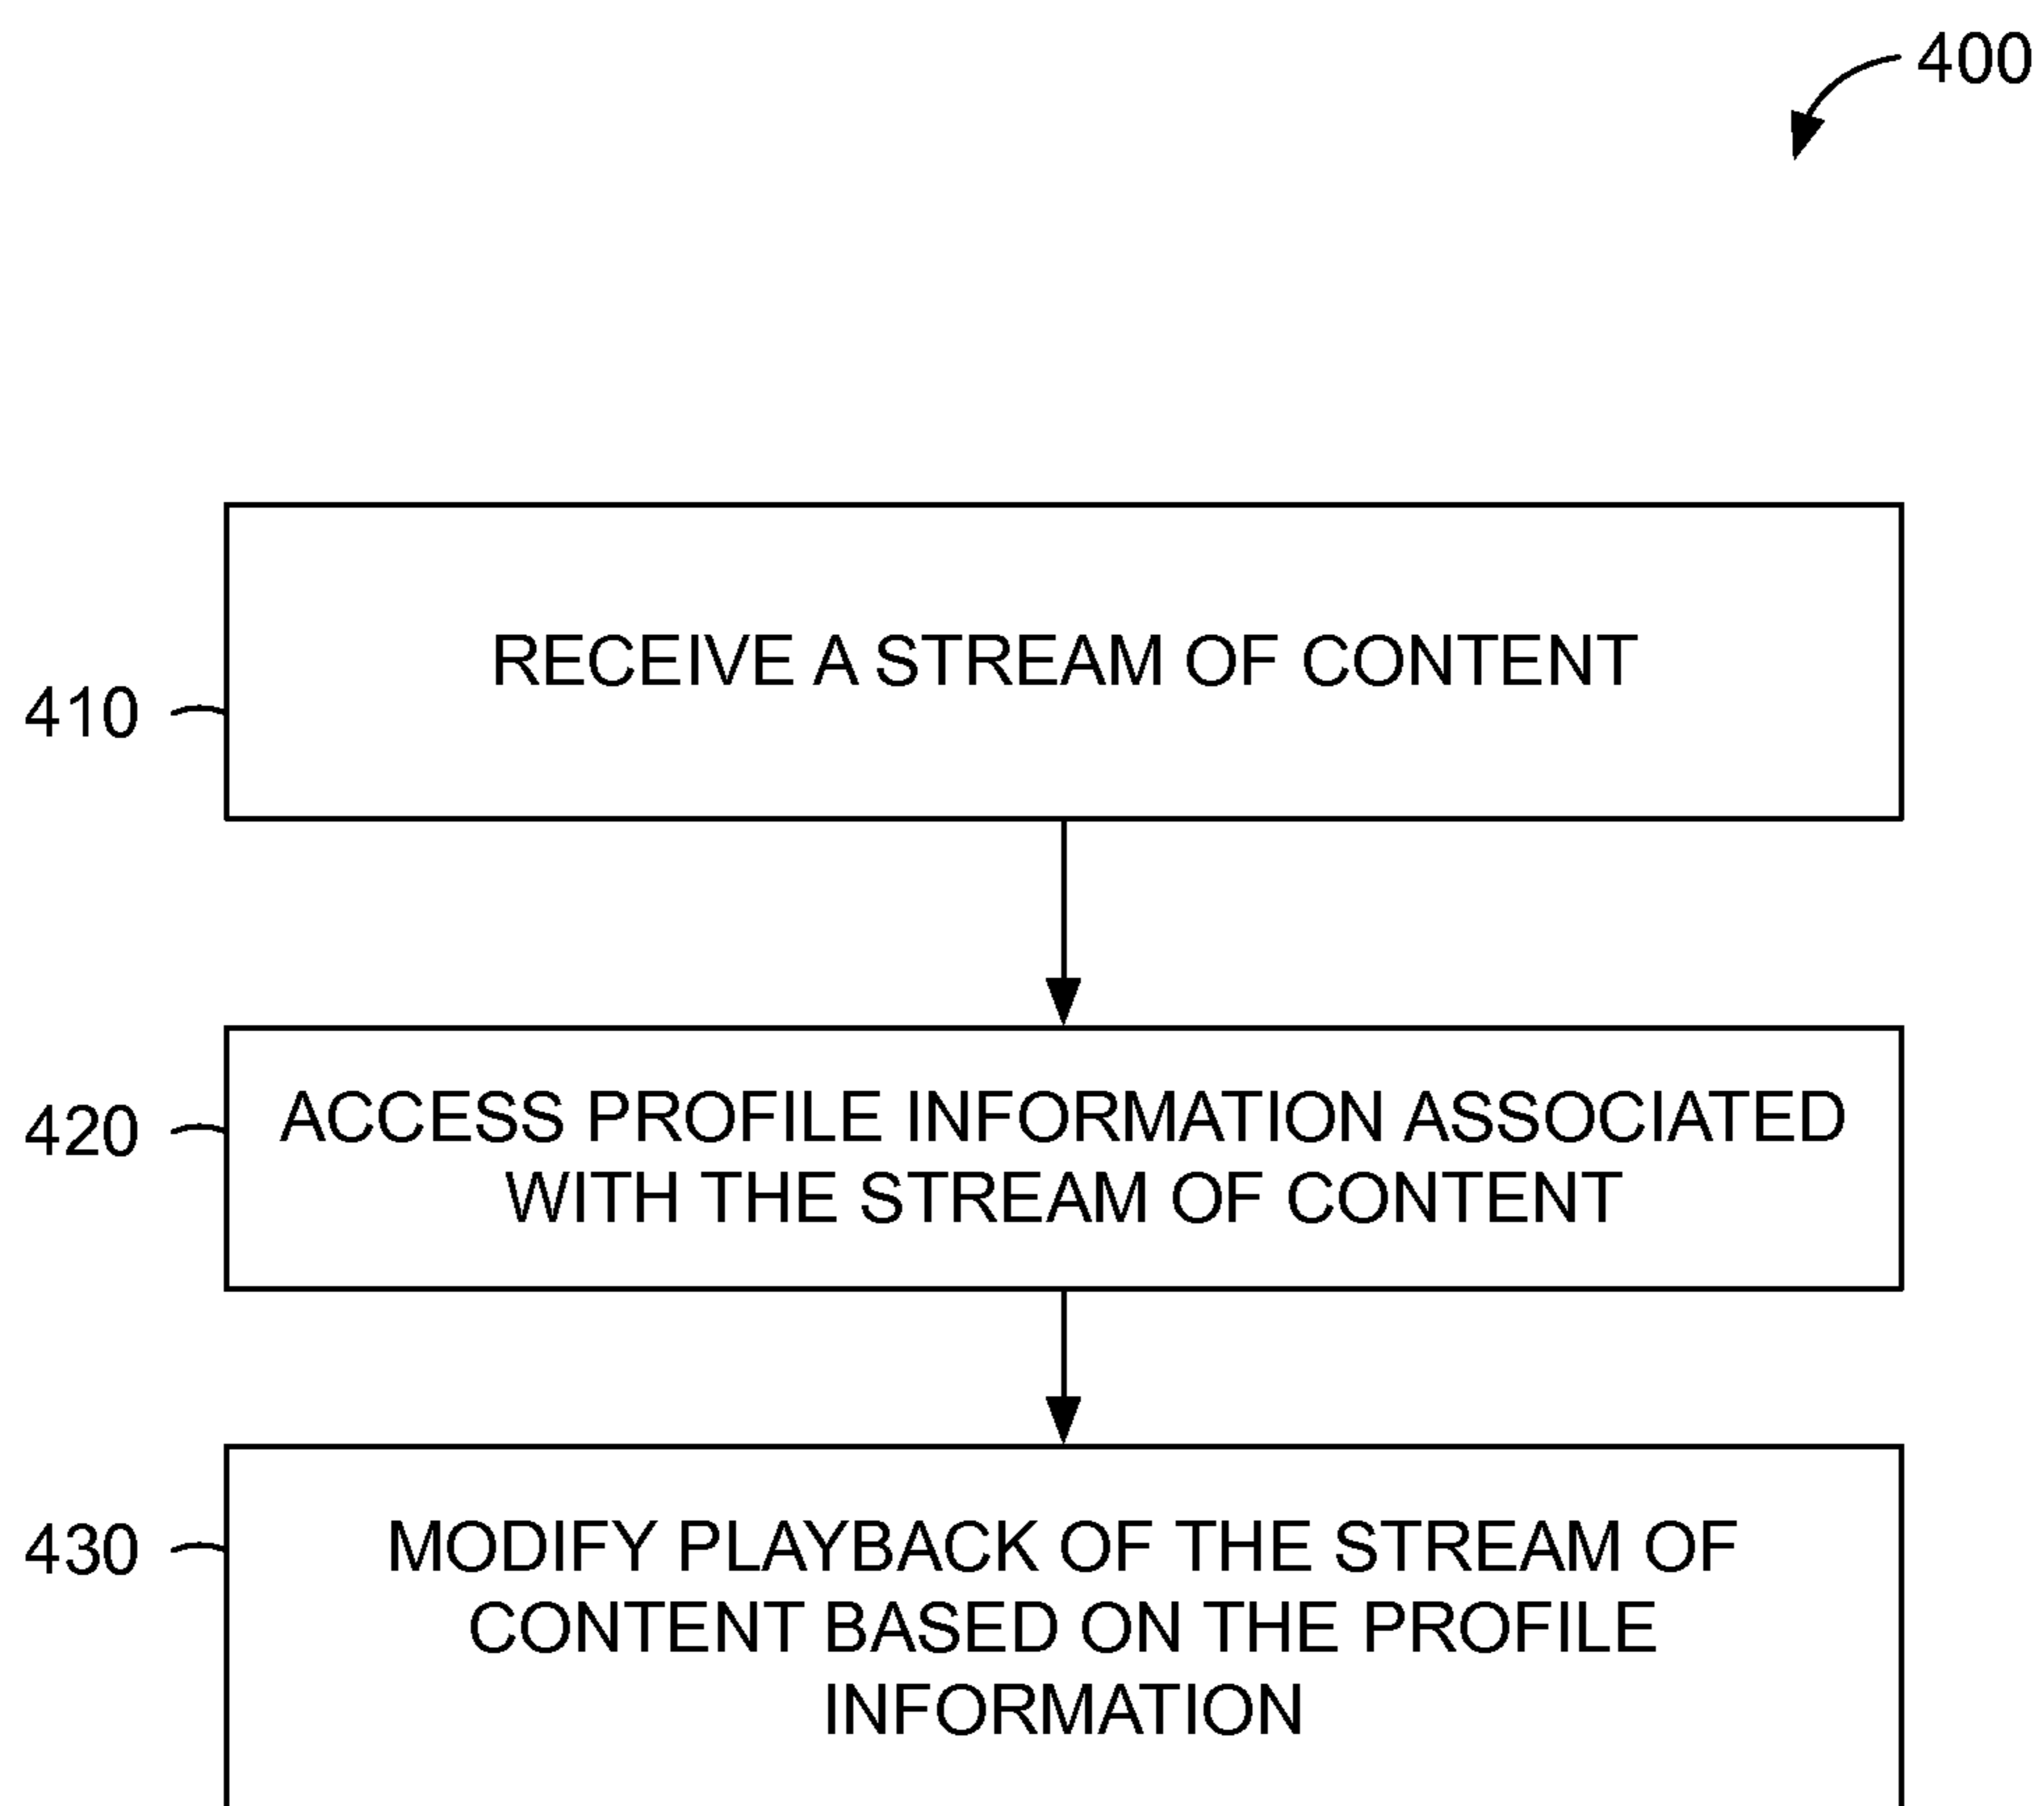 400
RECEIVE A STREAM OF CONTENT
410
ACCESS PROFILE INFORMATION ASSOCIATED
WITH THE STREAM OF CONTENT
420
MODIFY PLAYBACK OF THE STREAM OF
CONTENT BASED ON THE PROFILE
INFORMATION
430